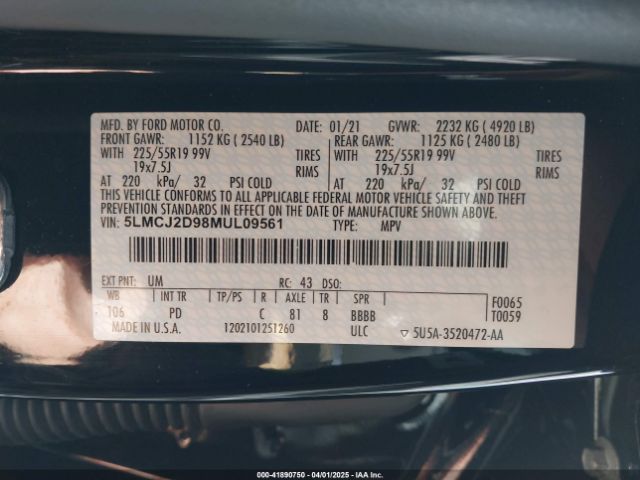 MFD. BY FORD MOTOR CO. DATE: 01/21 GVWR: 2232 KG ( 4920 LB)
FRONT GAWR: 1152 KG ( 2540 LB) REAR GAWR: 1125 KG ( 2480 LB)
WITH 225/55R19 99V TIRES WITH 225/55R19 99V TIRES
19x7.5J RIMS 19x7.5J RIMS
AT 220 kPa/ 32 PSI COLD AT 220 kPa/ 32 PSI COLD
THIS VEHICLE CONFORMS TO ALL APPLICABLE FEDERAL MOTOR VEHICLE SAFETY AND THEFT
PREVENTION STANDARDS IN EFFECT ON THE DATE OF MANUFACTURE SHOWN ABOVE.
VIN: 5LMCJ2D98MUL09561 TYPE: MPV
EXT PNT: UM RC: 43 DSO:
WB INT TR TP/PS R AXLE TR SPR F0065
106 PD C 81 8 BBBB T0059
MADE IN U.S.A. 1202101251260 ULC ▽ 5U5A-3520472-AA
000-41890750 - 04/01/2025 - IAA Inc.